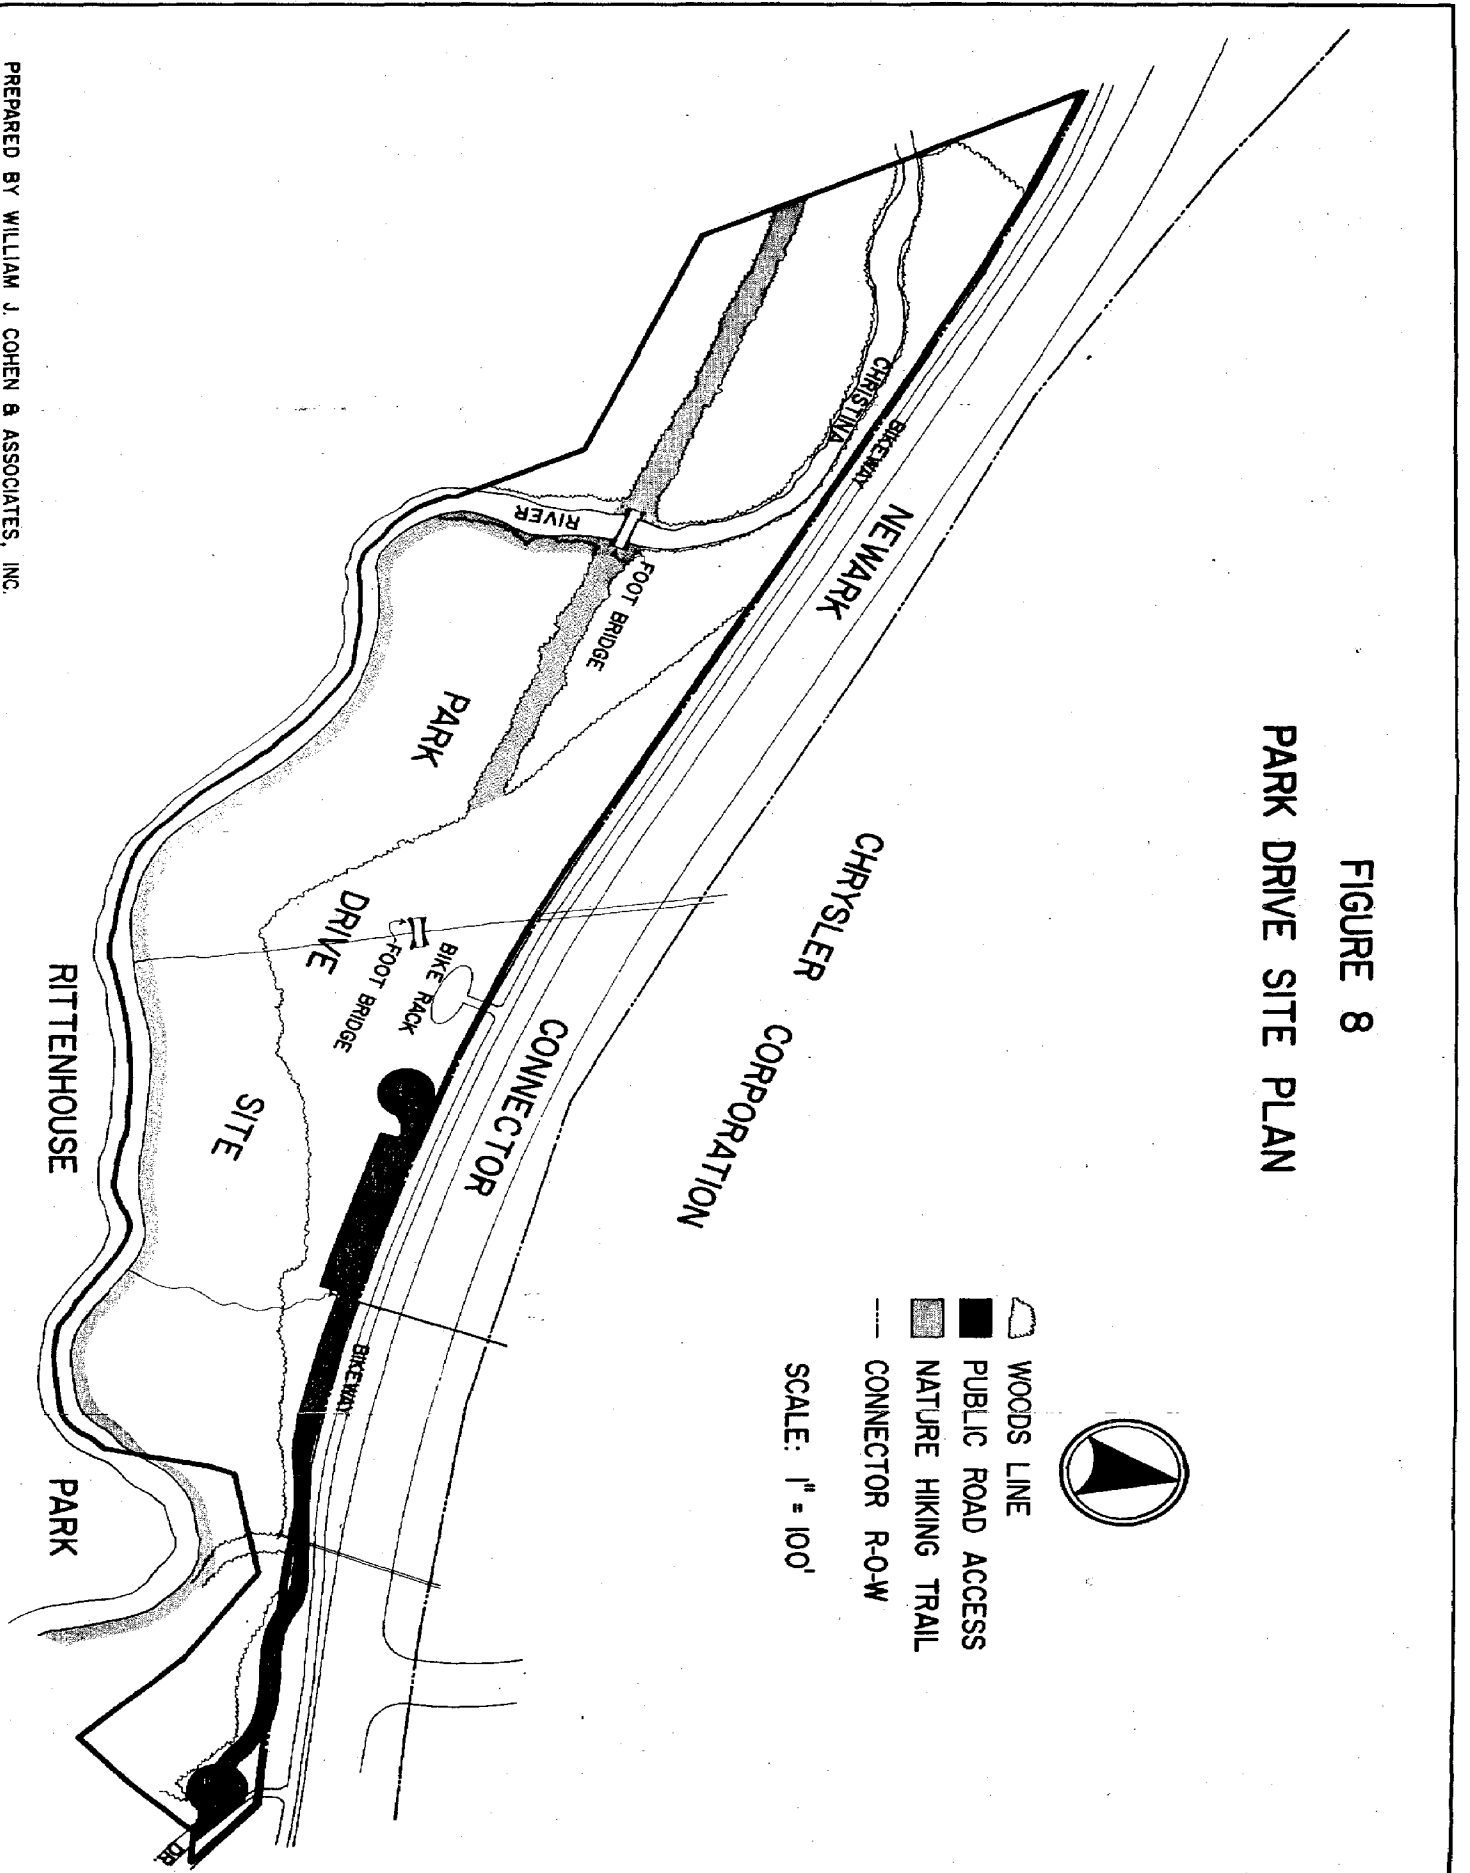 FIGURE 8
PARK DRIVE SITE PLAN
WOODS LINE
PUBLIC ROAD ACCESS
NATURE HIKING TRAIL
CONNECTOR R-O-W
SCALE: 1" = 100'
CHRYSLER CORPORATION
NEWARK CONNECTOR
BIKEWAY
CHRISTINA
RIVER
FOOT BRIDGE
PARK DRIVE SITE
BIKE RACK
FOOT BRIDGE
BIKEWAY
RITTENHOUSE PARK
DR
PREPARED BY WILLIAM J. COHEN & ASSOCIATES, INC.